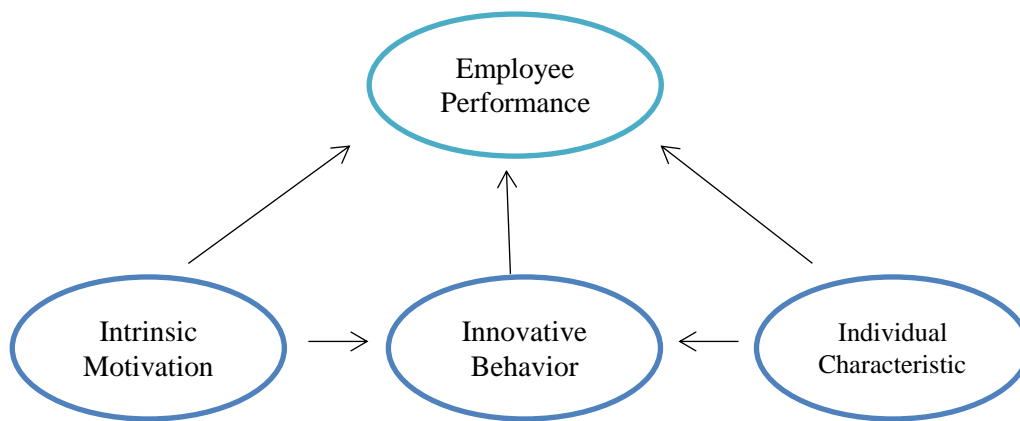 Employee
Performance
Intrinsic
Motivation
Innovative
Behavior
Individual
Characteristic